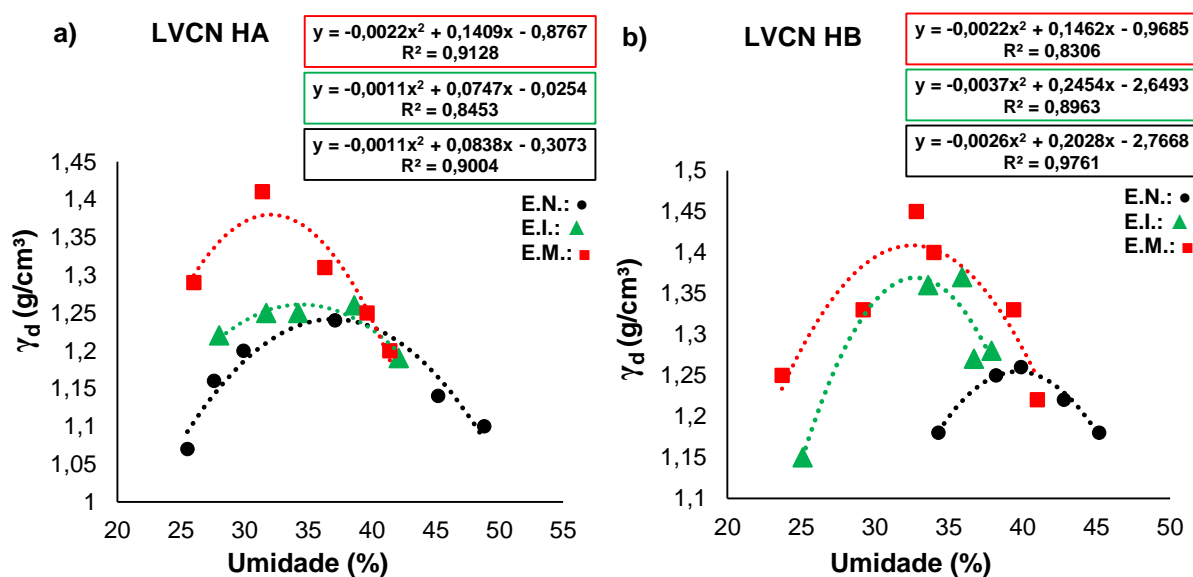 a) LVCN HA
y = -0,0022x² + 0,1409x - 0,8767
R² = 0,9128
y = -0,0011x² + 0,0747x - 0,0254
R² = 0,8453
y = -0,0011x² + 0,0838x - 0,3073
R² = 0,9004
E.N.:
E.I.:
E.M.:
γd (g/cm³)
1,45
1,4
1,35
1,3
1,25
1,2
1,15
1,1
1,05
1
20 25 30 35 40 45 50 55
Umidade (%)
b) LVCN HB
y = -0,0022x² + 0,1462x - 0,9685
R² = 0,8306
y = -0,0037x² + 0,2454x - 2,6493
R² = 0,8963
y = -0,0026x² + 0,2028x - 2,7668
R² = 0,9761
E.N.:
E.I.:
E.M.:
γd (g/cm³)
1,5
1,45
1,4
1,35
1,3
1,25
1,2
1,15
1,1
20 25 30 35 40 45 50
Umidade (%)